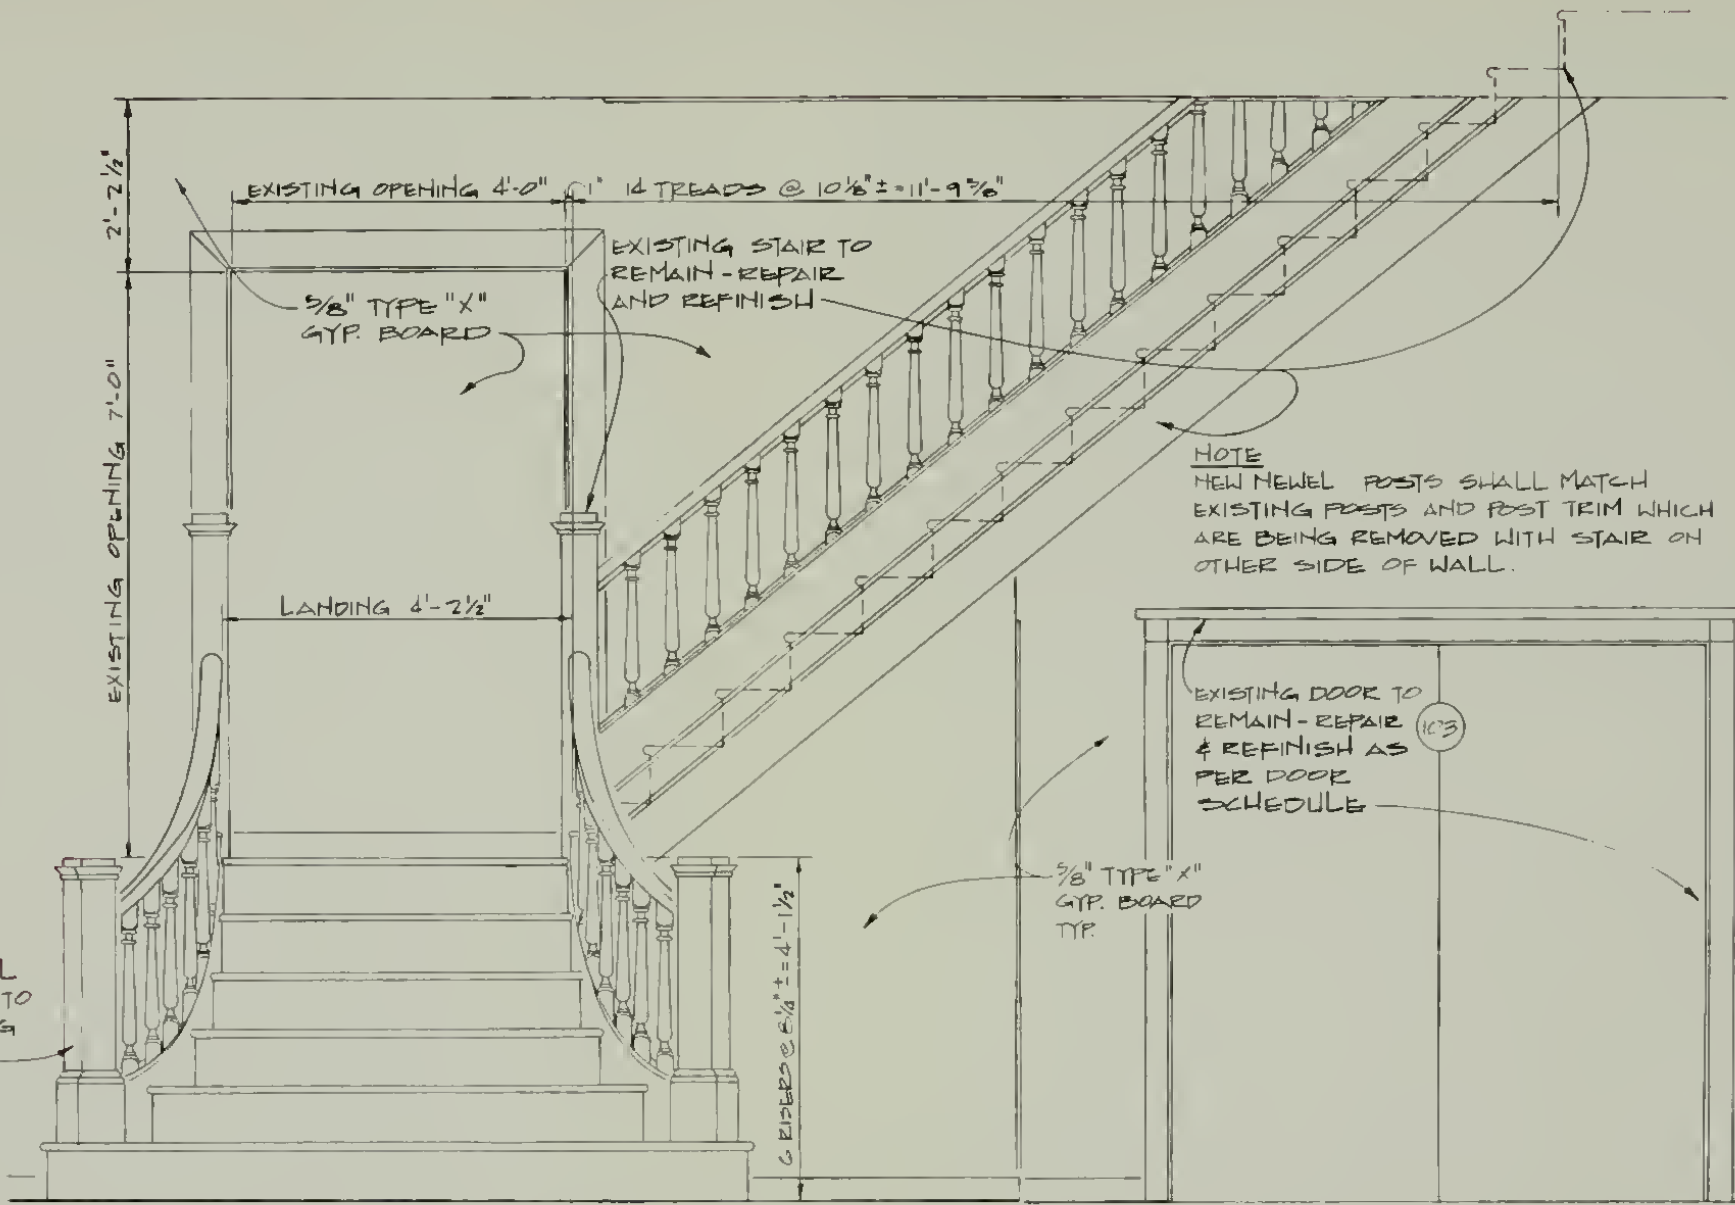 2'-2½"
EXISTING OPENING 4'-0"
1"
14 TREADS @ 10⅛" ± = 11'-9⅝"
EXISTING STAIR TO
REMAIN - REPAIR
AND REFINISH
5/8" TYPE "X"
GYP. BOARD
EXISTING OPENING 7'-0"
LANDING 4'-2½"
NOTE
NEW NEWEL POSTS SHALL MATCH
EXISTING POSTS AND POST TRIM WHICH
ARE BEING REMOVED WITH STAIR ON
OTHER SIDE OF WALL.
EXISTING DOOR TO
REMAIN - REPAIR
& REFINISH AS
PER DOOR
SCHEDULE
103
5/8" TYPE "X"
GYP. BOARD
TYP.
6 RISERS @ 8¼" ± = 4'-1½"
L
TO
G